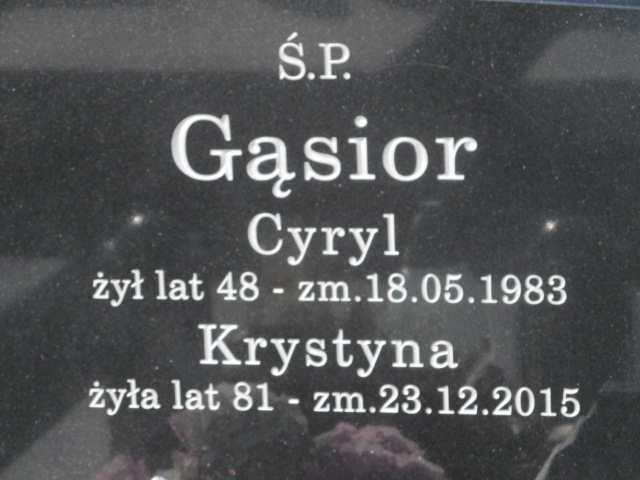 Ś.P.
Gąsior
Cyryl
żył lat 48 - zm.18.05.1983
Krystyna
żyła lat 81 - zm.23.12.2015